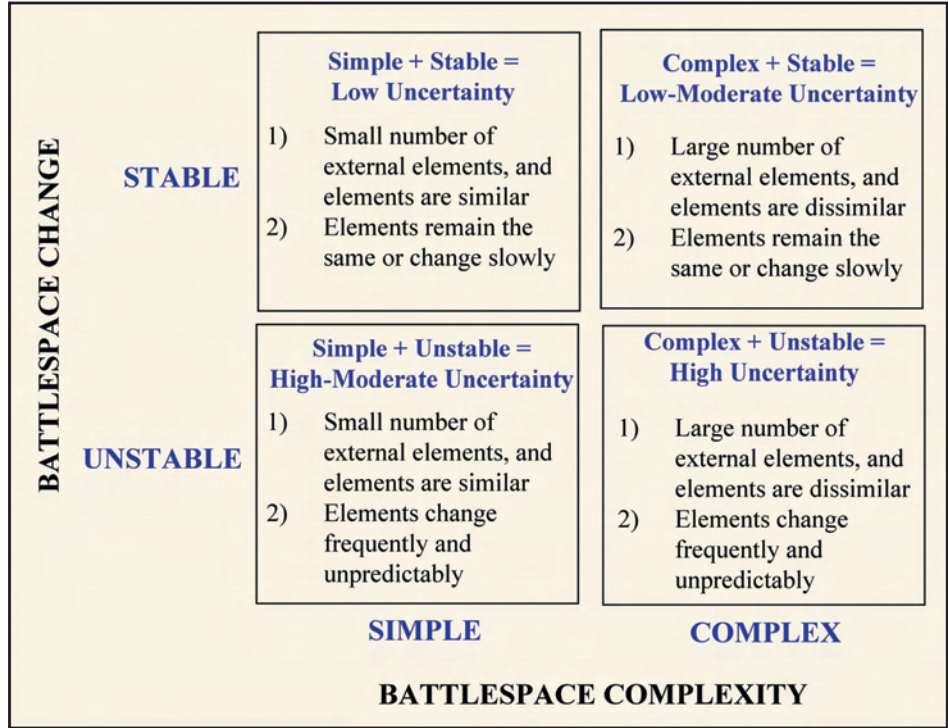 BATTLESPACE CHANGE
STABLE
Simple + Stable =
Low Uncertainty
1) Small number of
external elements, and
elements are similar
2) Elements remain the
same or change slowly
Complex + Stable =
Low-Moderate Uncertainty
1) Large number of
external elements, and
elements are dissimilar
2) Elements remain the
same or change slowly
UNSTABLE
Simple + Unstable =
High-Moderate Uncertainty
1) Small number of
external elements, and
elements are similar
2) Elements change
frequently and
unpredictably
Complex + Unstable =
High Uncertainty
1) Large number of
external elements, and
elements are dissimilar
2) Elements change
frequently and
unpredictably
SIMPLE
COMPLEX
BATTLESPACE COMPLEXITY